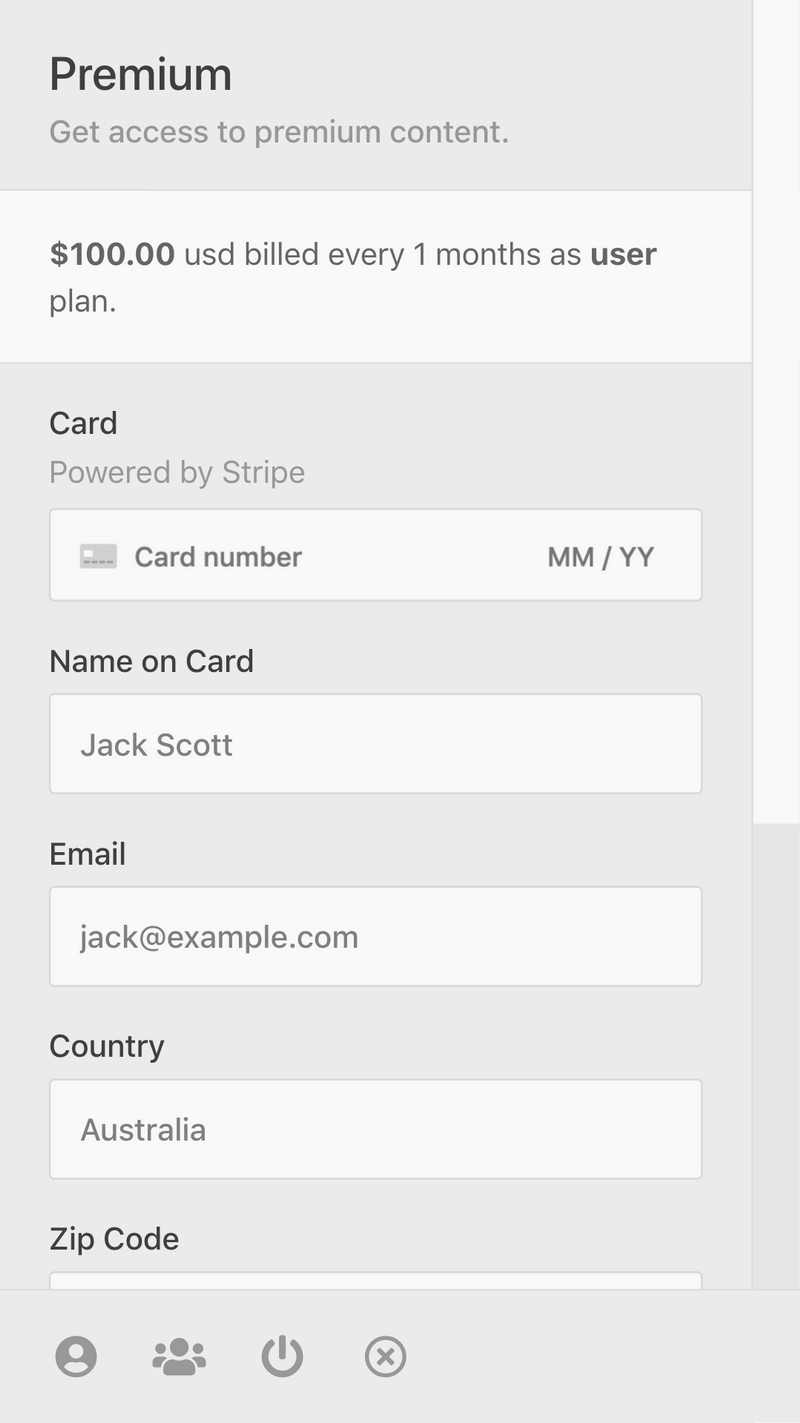 Premium
Get access to premium content.
$100.00 usd billed every 1 months as user
plan.
Card
Powered by Stripe
Card number MM / YY
Name on Card
Jack Scott
Email
jack@example.com
Country
Australia
Zip Code